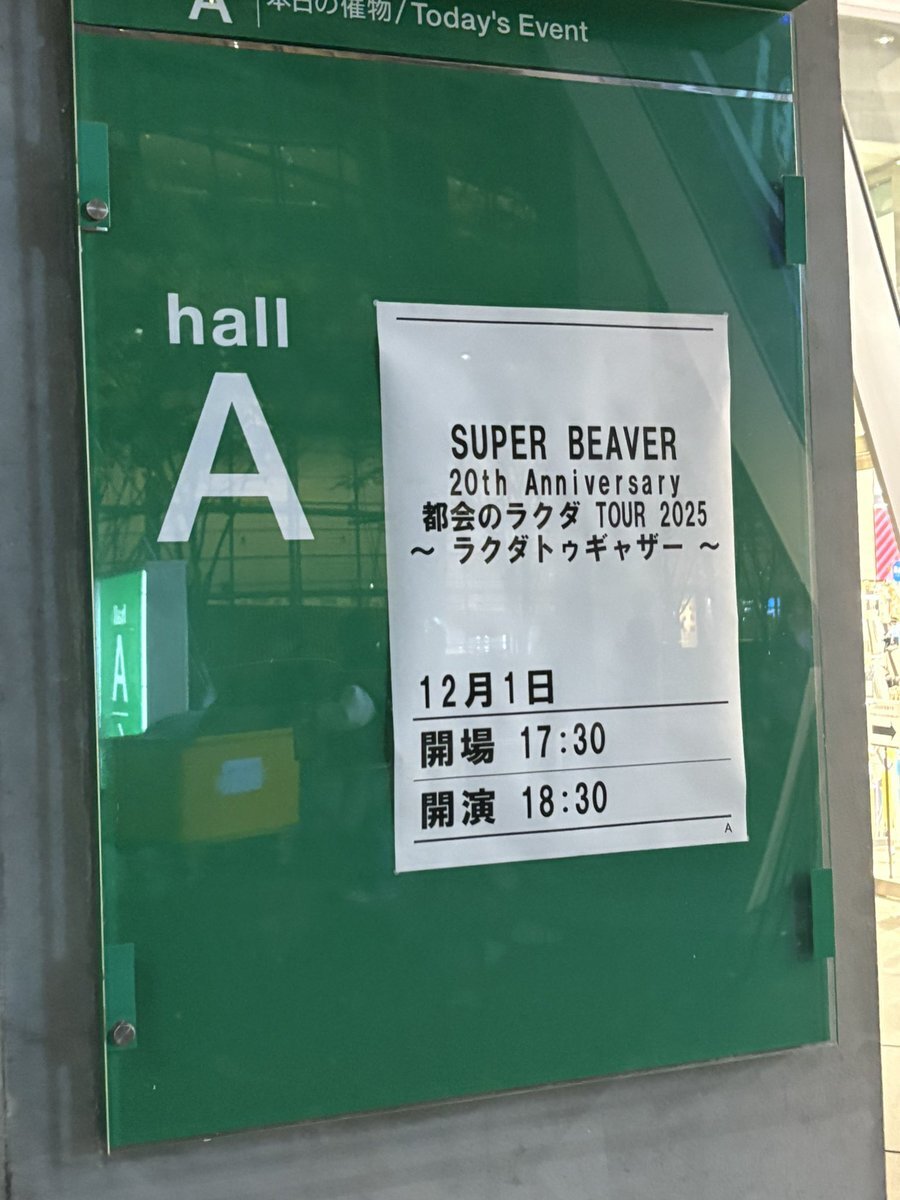 A 本日の催物/Today's Event
hall
A
SUPER BEAVER
20th Anniversary
都会のラクダ TOUR 2025
~ ラクダトゥギャザー ~
12月1日
開場 17:30
開演 18:30
A
A